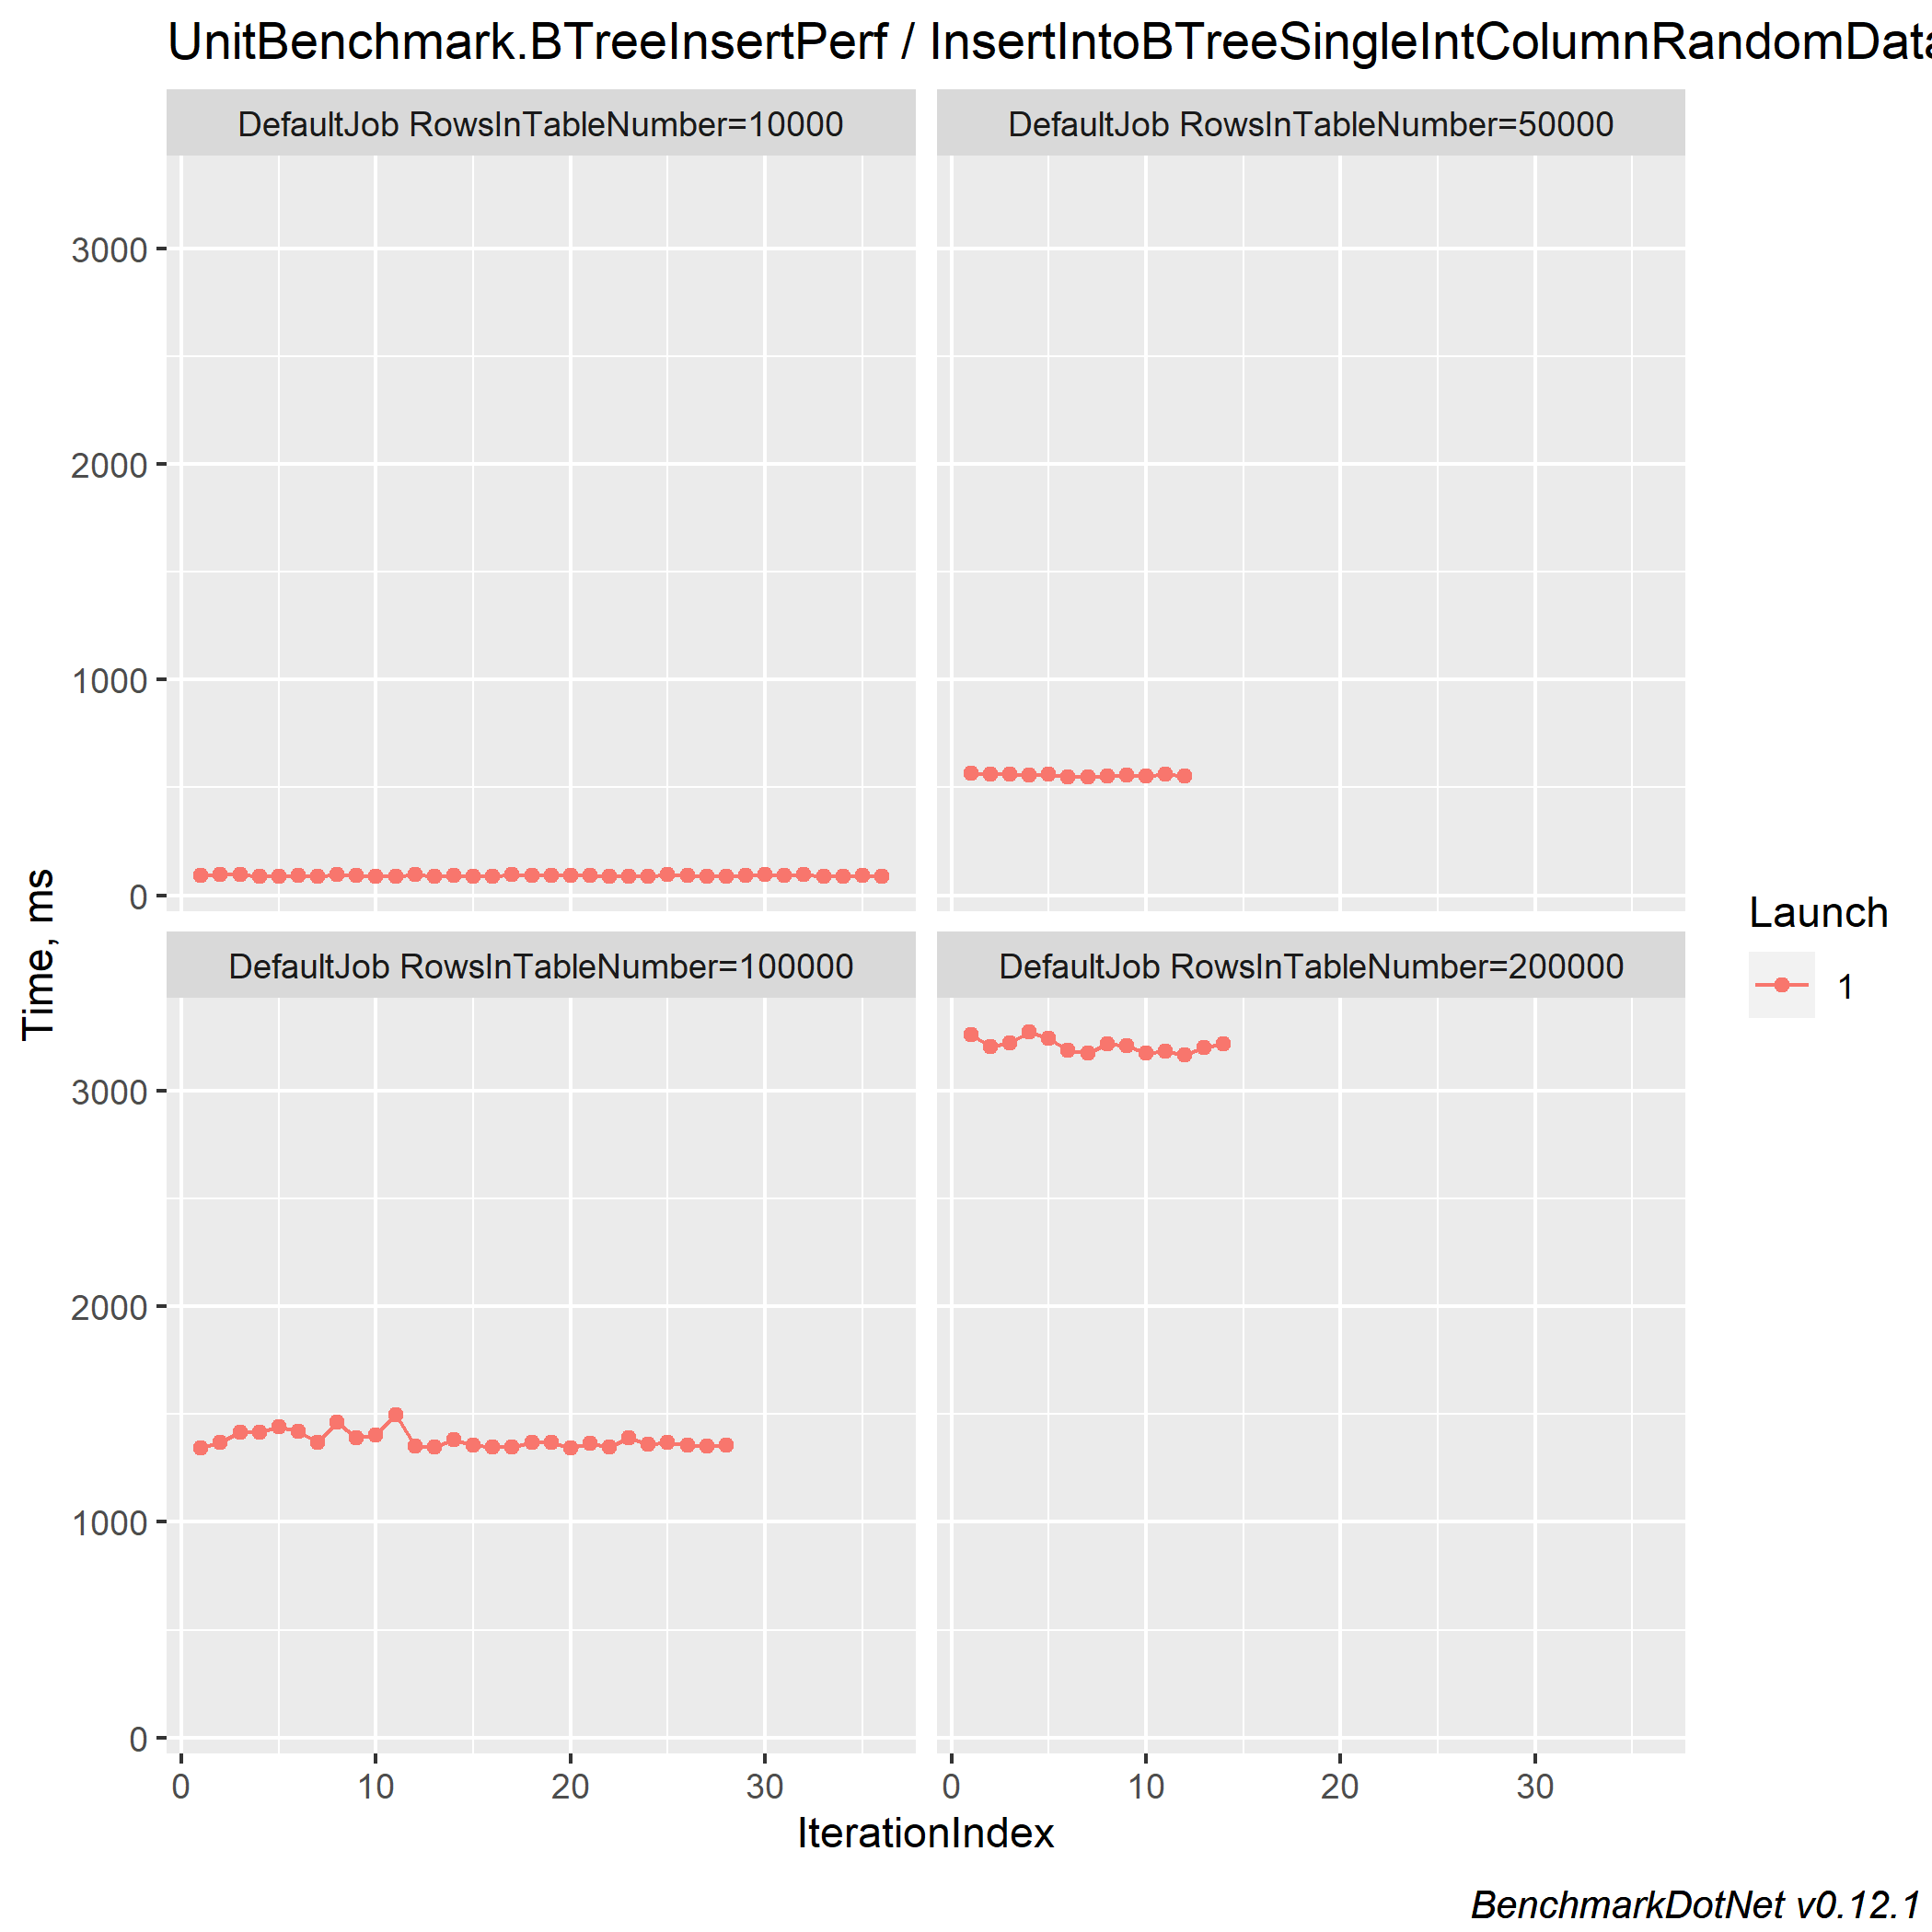 UnitBenchmark.BTreeInsertPerf / InsertIntoBTreeSingleIntColumnRandomData
DefaultJob RowsInTableNumber=10000
DefaultJob RowsInTableNumber=50000
3000
2000
1000
0
DefaultJob RowsInTableNumber=100000
DefaultJob RowsInTableNumber=200000
3000
2000
1000
0
Time, ms
0 10 20 30
0 10 20 30
IterationIndex
Launch
1
BenchmarkDotNet v0.12.1